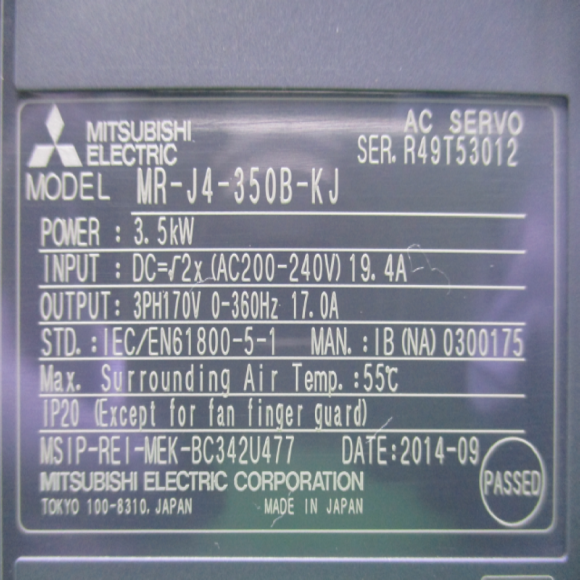 MITSUBISHI
ELECTRIC
AC SERVO
SER. R49T53012
MODEL MR-J4-350B-KJ
POWER : 3.5kW
INPUT : DC=√2x(AC200-240V) 19.4A
OUTPUT: 3PH170V 0-360Hz 17.0A
STD.:IEC/EN61800-5-1 MAN.:IB(NA)0300175
Max. Surrounding Air Temp.:55℃
IP20 (Except for fan finger guard)
MSIP-REI-MEK-BC342U477 DATE:2014-09
MITSUBISHI ELECTRIC CORPORATION
PASSED
TOKYO 100-8310, JAPAN MADE IN JAPAN